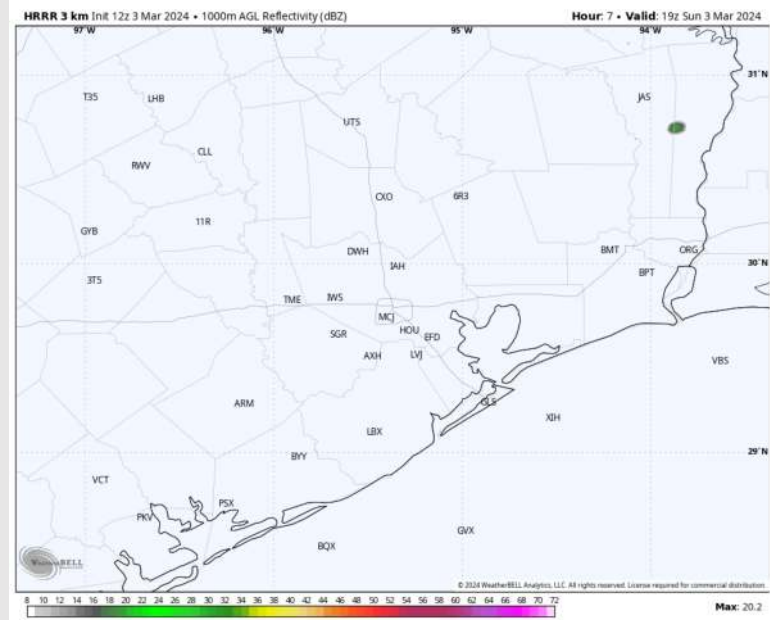 HRRR 3 km Init 12z 3 Mar 2024 • 1000m AGL Reflectivity (dBZ) Hour: 7 • Valid: 19z Sun 3 Mar 2024
97°W 96°W 95°W 94°W
31°N
T35 LHB JAS
UTS
CLL
RWV
CXO 6R3
11R
GYB
DWH BMT ORG
30°N
IAH BPT
3T5
TME IWS
MCJ
SGR HOU EFD
AXH LVJ VBS
ARM GLS
XIH
LBX
29°N
BYY
VCT
PSX
PKV
GVX
BQX
WEATHERBELL
© 2024 WeatherBELL Analytics, LLC. All rights reserved. License required for commercial distribution.
8 10 12 14 16 18 20 22 24 26 28 30 32 34 36 38 40 42 44 46 48 50 52 54 56 58 60 62 64 66 68 70 72 Max: 20.2